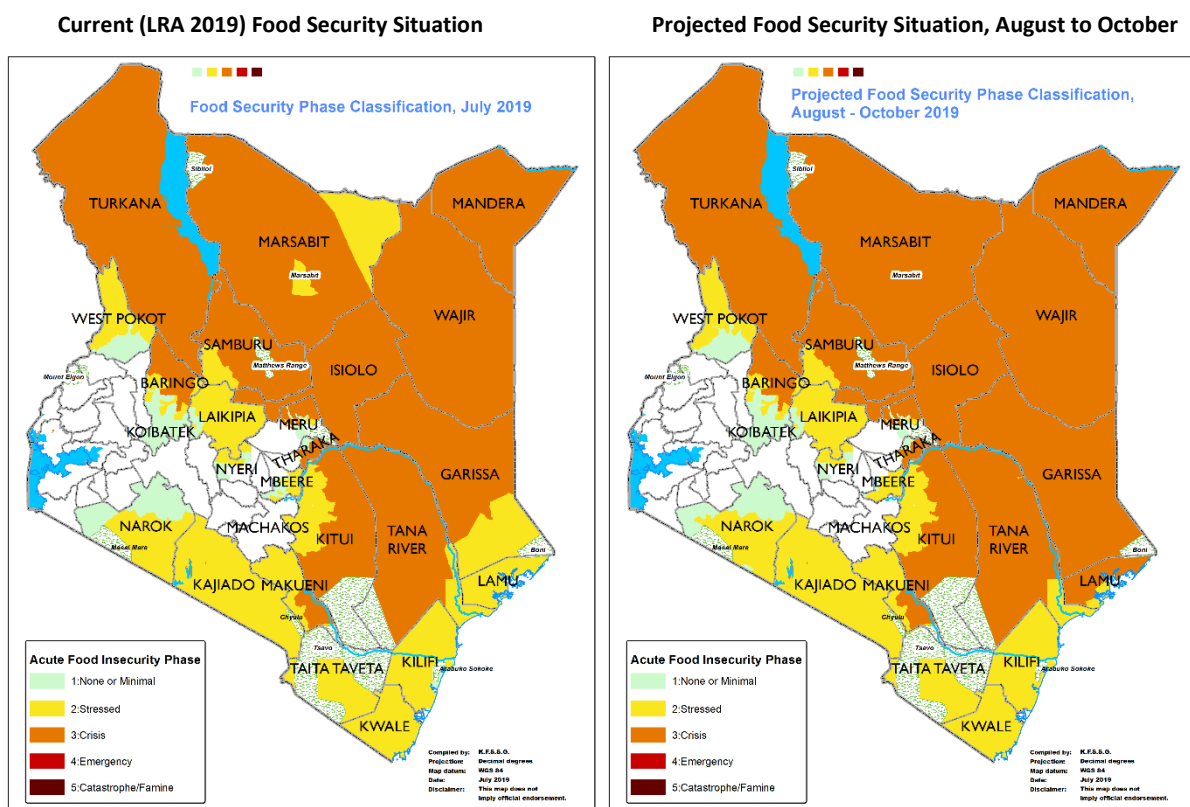 Current (LRA 2019) Food Security Situation
Food Security Phase Classification, July 2019
Sibiloi
TURKANA
MANDERA
MARSABIT
Marsabit
WAJIR
WEST POKOT
SAMBURU
Matthews Range
ISIOLO
Mount Elgon
BARINGO
LAIKIPIA
MERU
KOIBATEK
THARAKA
NYERI
GARISSA
MBEERE
NAROK
MACHAKOS
KITUI
TANA
RIVER
Masai Mara
Boni
LAMU
KAJIADO
MAKUENI
Chyulu
Tsavo
KILIFI
TAITA TAVETA
Arabuko Sokoke
KWALE
Acute Food Insecurity Phase
1:None or Minimal
2:Stressed
3:Crisis
4:Emergency
5:Catastrophe/Famine
Compiled by: K.F.S.S.G.
Projection: Decimal degrees
Map datum: WGS 84
Date: July 2019
Disclaimer: This map does not
imply official endorsement.
Projected Food Security Situation, August to October
Projected Food Security Phase Classification,
August - October 2019
Sibiloi
TURKANA
MANDERA
MARSABIT
Marsabit
WAJIR
WEST POKOT
SAMBURU
Matthews Range
ISIOLO
Mount Elgon
BARINGO
LAIKIPIA
MERU
KOIBATEK
THARAKA
NYERI
GARISSA
MBEERE
NAROK
MACHAKOS
KITUI
TANA
RIVER
Masai Mara
Boni
LAMU
KAJIADO
MAKUENI
Chyulu
Tsavo
KILIFI
TAITA TAVETA
Arabuko Sokoke
KWALE
Acute Food Insecurity Phase
1:None or Minimal
2:Stressed
3:Crisis
4:Emergency
5:Catastrophe/Famine
Compiled by: K.F.S.S.G.
Projection: Decimal degrees
Map datum: WGS 84
Date: July 2019
Disclaimer: This map does not
imply official endorsement.